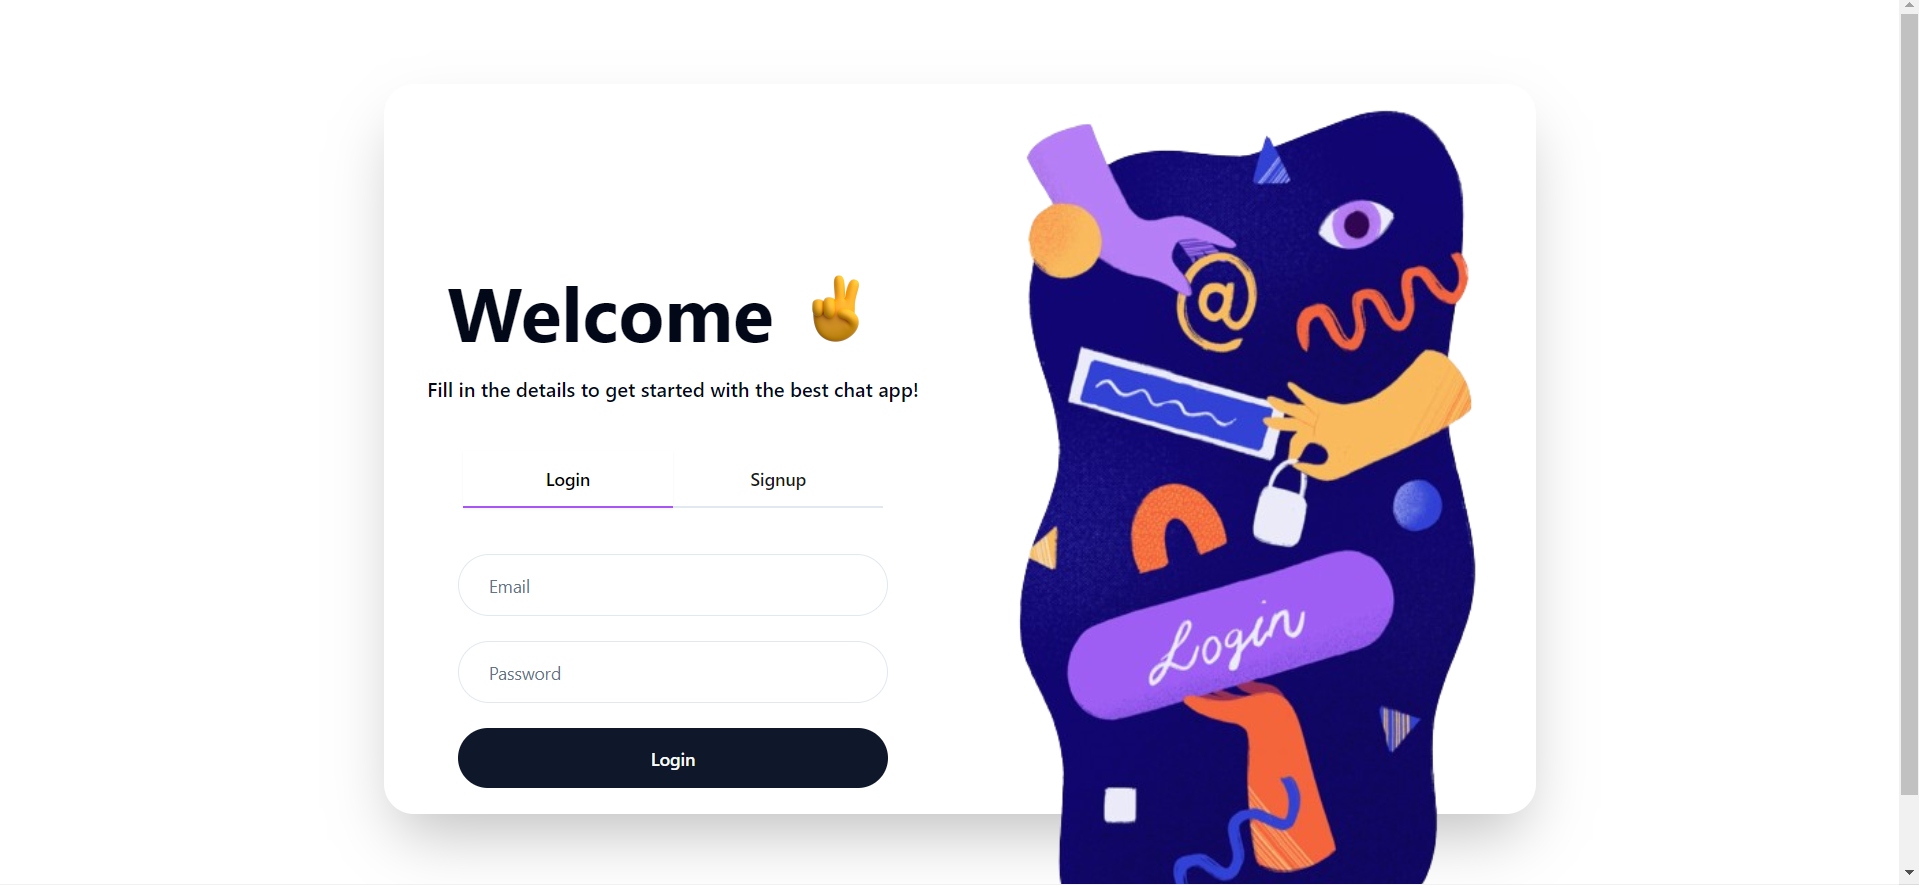 Welcome ✌
Fill in the details to get started with the best chat app!
Login
Signup
Email
Password
Login
@
Login